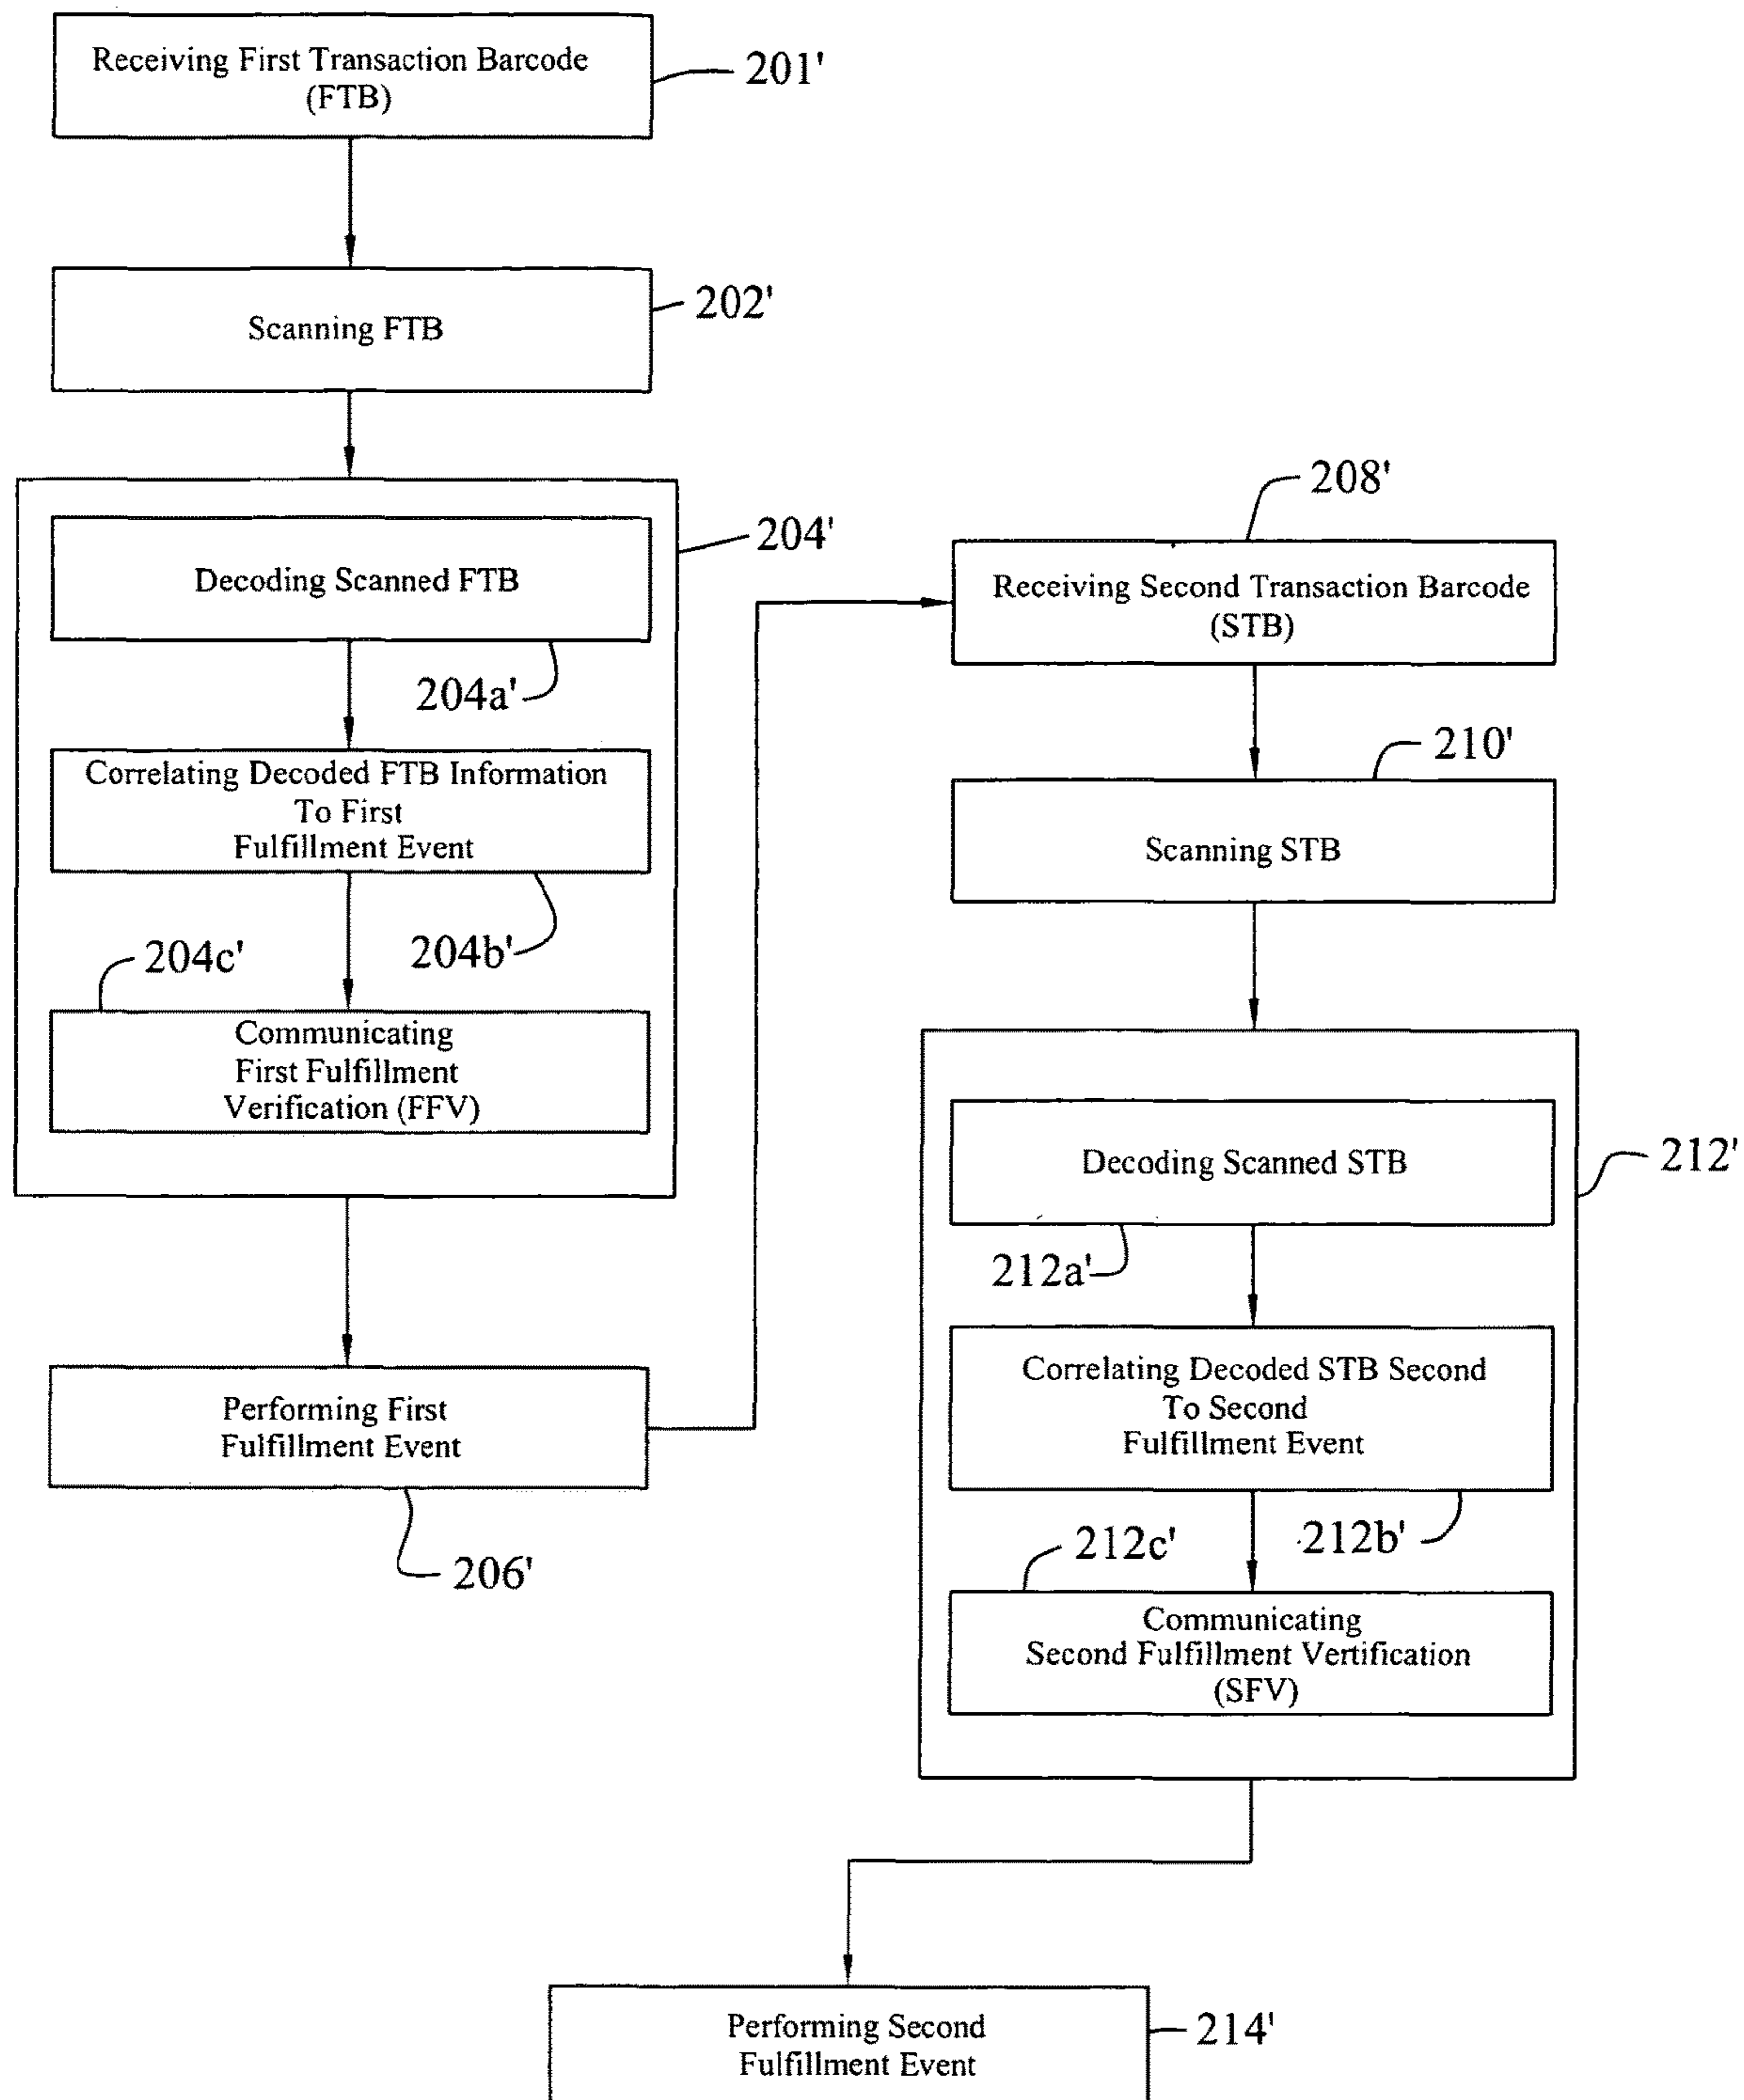 Receiving First Transaction Barcode
(FTB)
201'
Scanning FTB
202'
204'
Decoding Scanned FTB
204a'
Correlating Decoded FTB Information
To First
Fulfillment Event
204b'
204c'
Communicating
First Fulfillment
Verification (FFV)
Performing First
Fulfillment Event
206'
208'
Receiving Second Transaction Barcode
(STB)
210'
Scanning STB
212'
Decoding Scanned STB
212a'
Correlating Decoded STB Second
To Second
Fulfillment Event
212b'
212c'
Communicating
Second Fulfillment Vertification
(SFV)
Performing Second
Fulfillment Event
214'